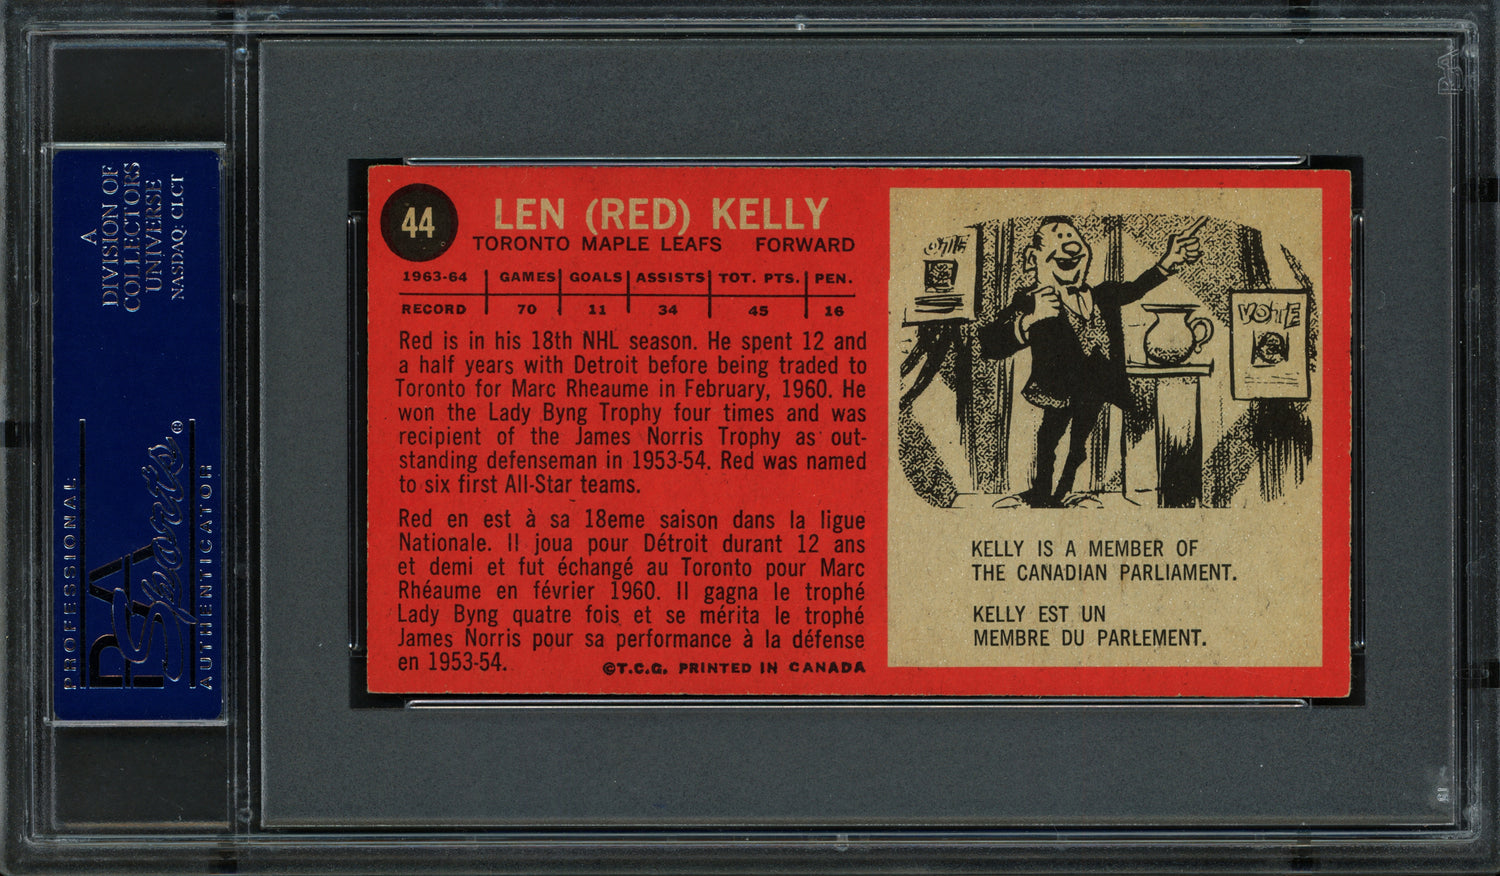 A
DIVISION OF
COLLECTORS
UNIVERSE
NASDAQ: CLCT
PROFESSIONAL
PSA
Sports®
AUTHENTICATOR
44
LEN (RED) KELLY
TORONTO MAPLE LEAFS FORWARD
1963-64 GAMES GOALS ASSISTS TOT. PTS. PEN.
RECORD 70 11 34 45 16
Red is in his 18th NHL season. He spent 12 and
a half years with Detroit before being traded to
Toronto for Marc Rheaume in February, 1960. He
won the Lady Byng Trophy four times and was
recipient of the James Norris Trophy as out-
standing defenseman in 1953-54. Red was named
to six first All-Star teams.
Red en est à sa 18eme saison dans la ligue
Nationale. Il joua pour Détroit durant 12 ans
et demi et fut échangé au Toronto pour Marc
Rhéaume en février 1960. Il gagna le trophé
Lady Byng quatre fois et se mérita le trophé
James Norris pour sa performance à la défense
en 1953-54.
©T.C.G. PRINTED IN CANADA
VOTE
KELLY IS A MEMBER OF
THE CANADIAN PARLIAMENT.
KELLY EST UN
MEMBRE DU PARLEMENT.